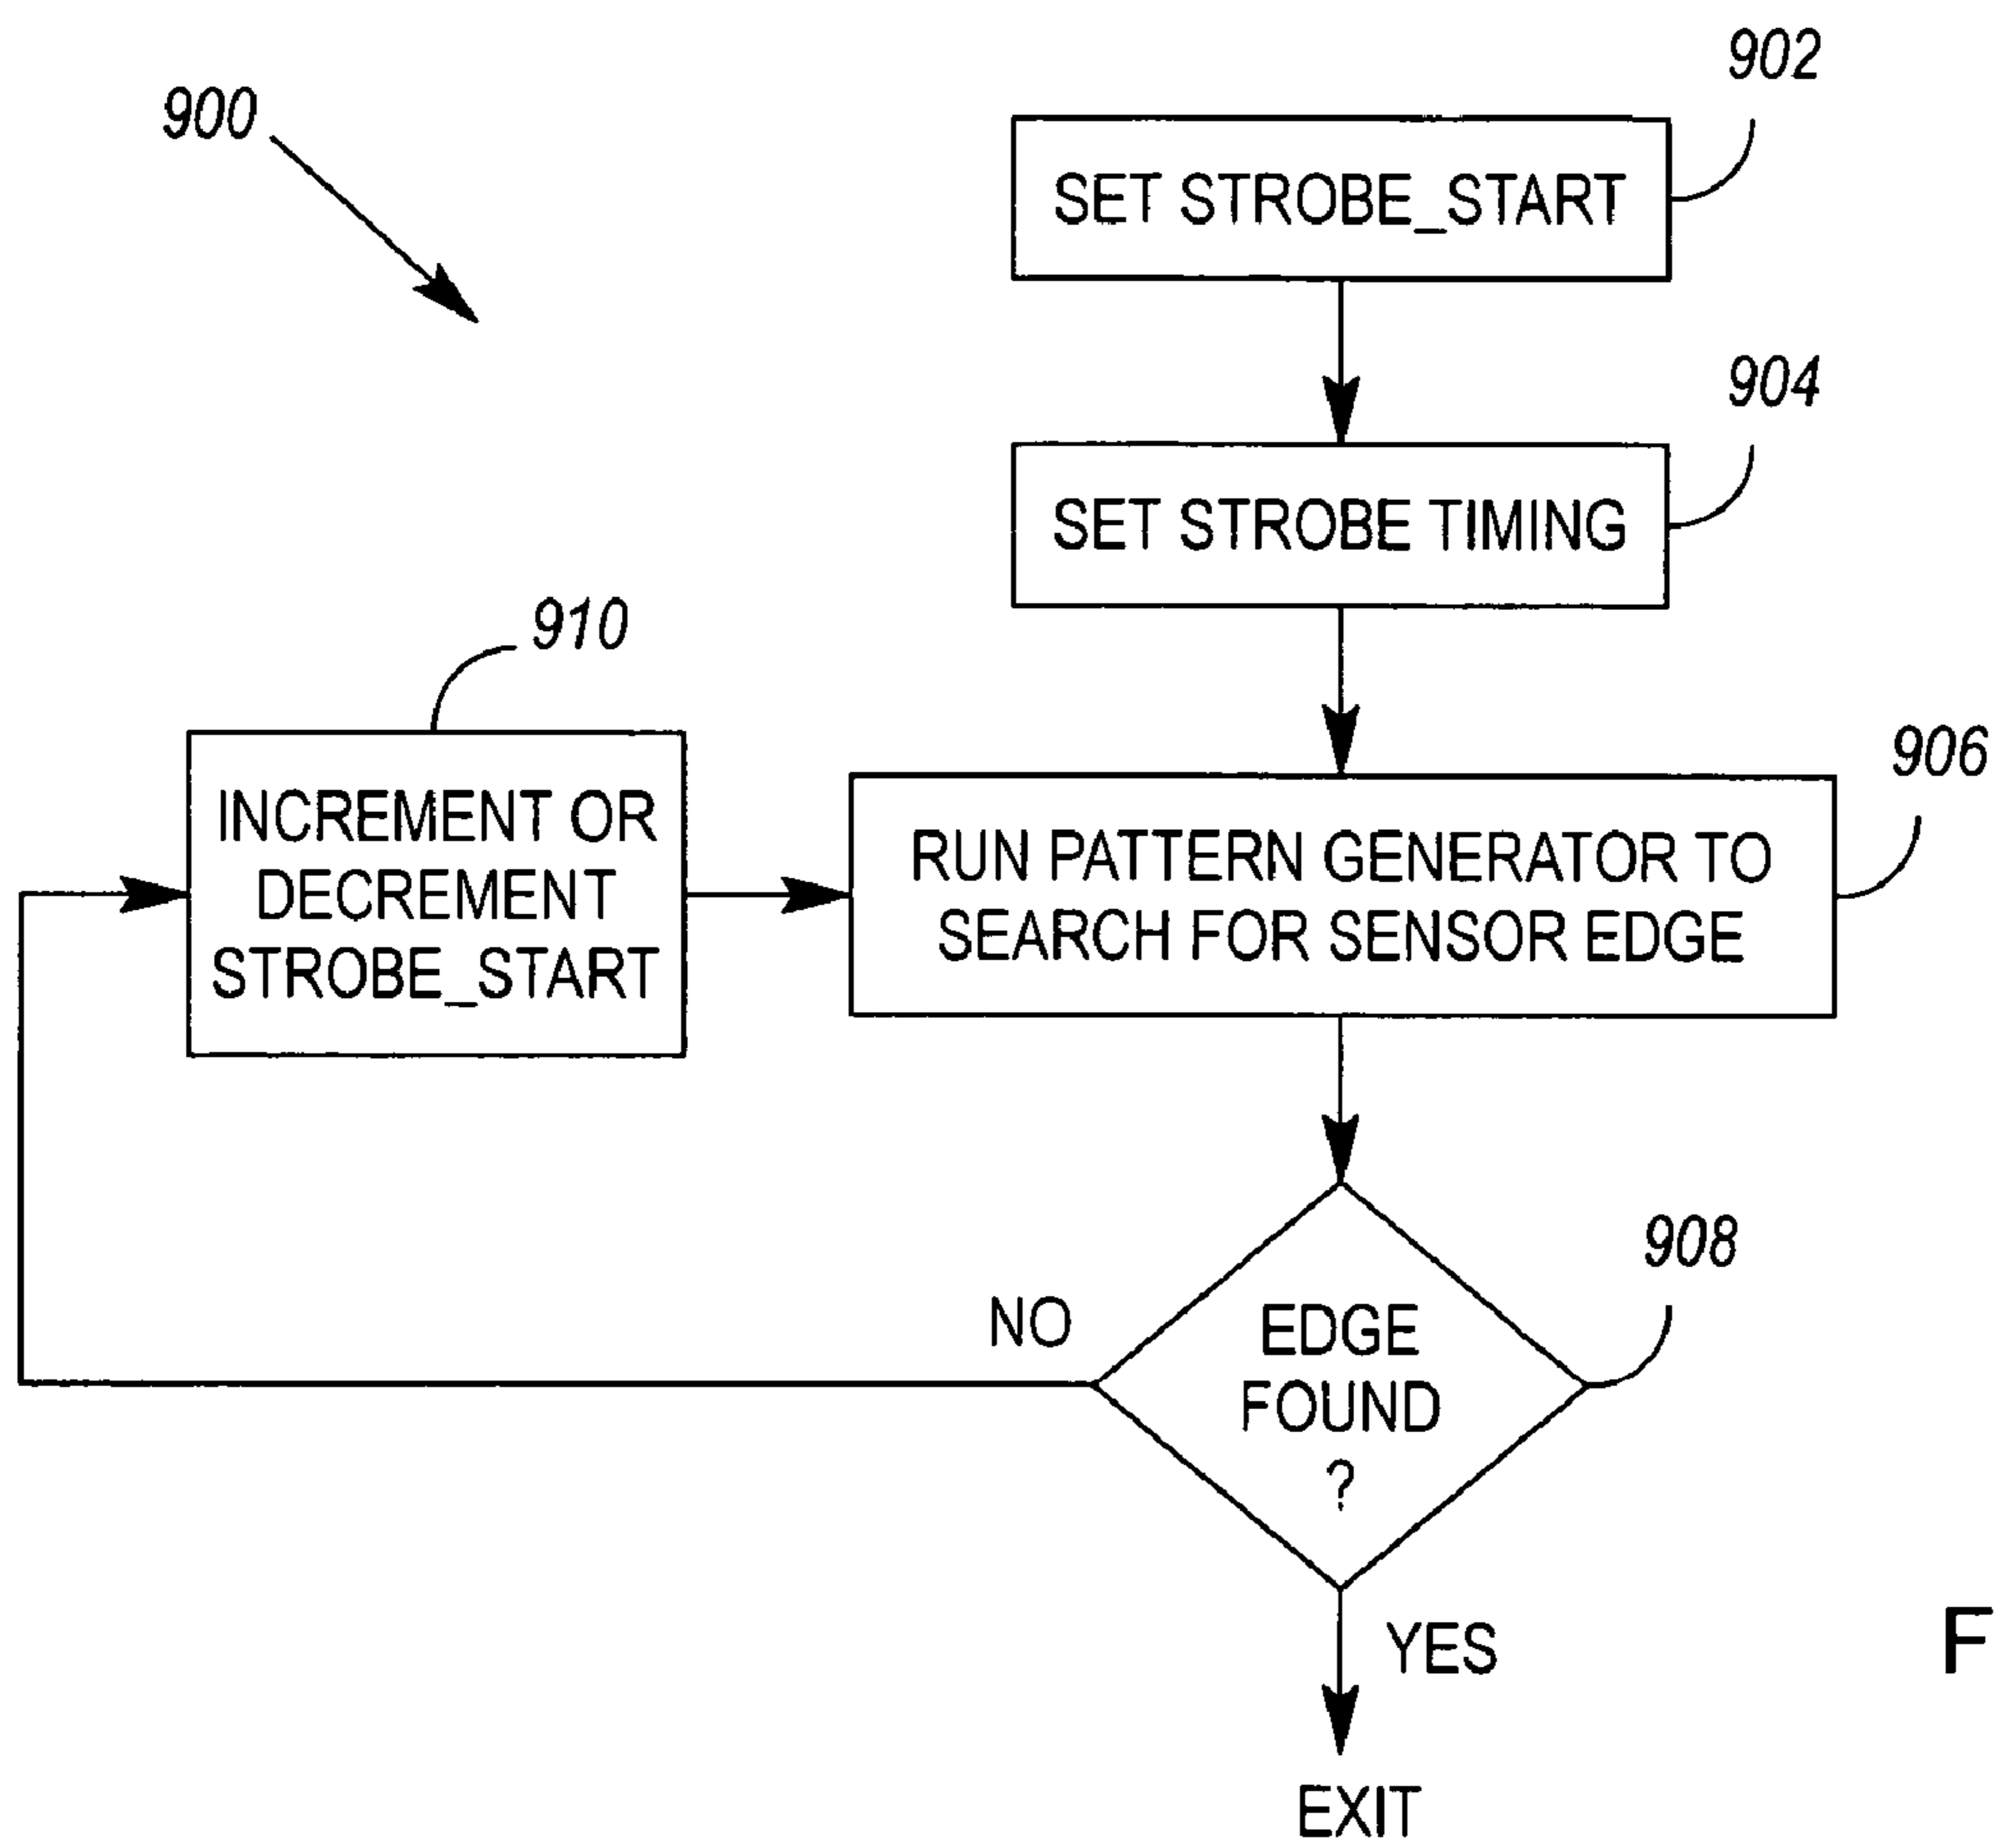 900
902
SET STROBE_START
904
SET STROBE TIMING
910
INCREMENT OR
DECREMENT
STROBE_START
906
RUN PATTERN GENERATOR TO
SEARCH FOR SENSOR EDGE
908
EDGE
FOUND
?
NO
YES
EXIT
F